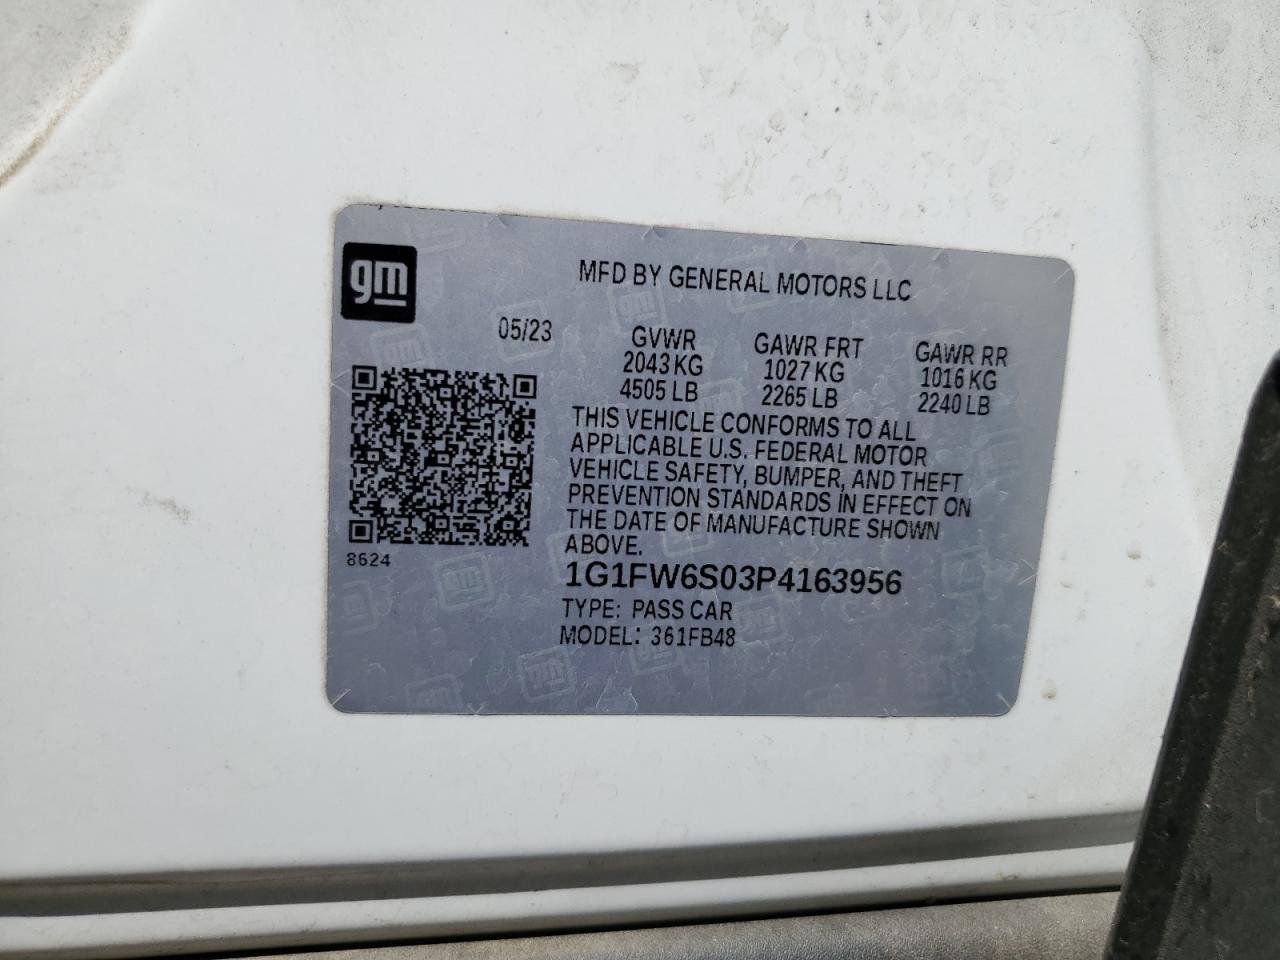 gm
MFD BY GENERAL MOTORS LLC
05/23
GVWR
2043 KG
4505 LB
GAWR FRT
1027 KG
2265 LB
GAWR RR
1016 KG
2240 LB
THIS VEHICLE CONFORMS TO ALL
APPLICABLE U.S. FEDERAL MOTOR
VEHICLE SAFETY, BUMPER, AND THEFT
PREVENTION STANDARDS IN EFFECT ON
THE DATE OF MANUFACTURE SHOWN
ABOVE.
8624
1G1FW6S03P4163956
TYPE: PASS CAR
MODEL: 361FB48